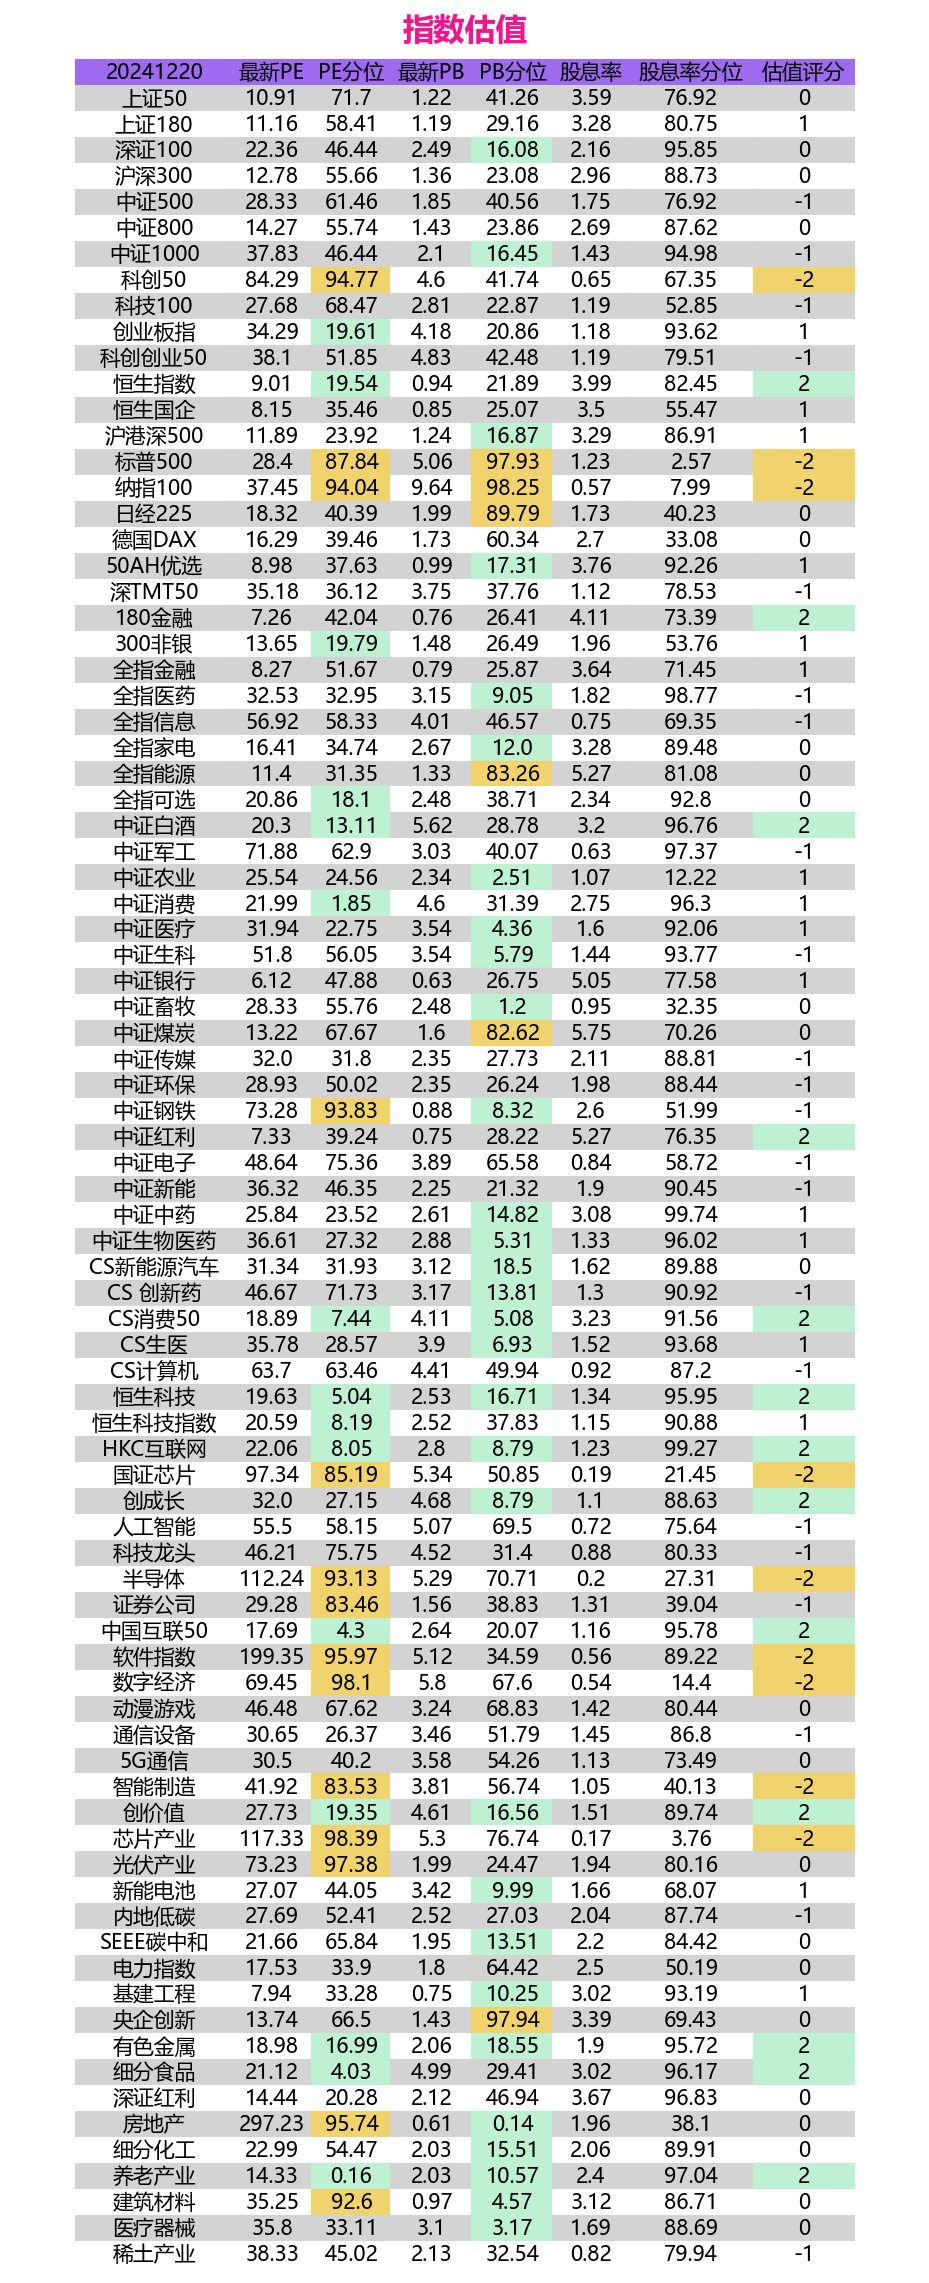 指数估值
20241220 最新PE PE分位 最新PB PB分位 股息率 股息率分位 估值评分
上证50 10.91 71.7 1.22 41.26 3.59 76.92 0
上证180 11.16 58.41 1.19 29.16 3.28 80.75 1
深证100 22.36 46.44 2.49 16.08 2.16 95.85 0
沪深300 12.78 55.66 1.36 23.08 2.96 88.73 0
中证500 28.33 61.46 1.85 40.56 1.75 76.92 -1
中证800 14.27 55.74 1.43 23.86 2.69 87.62 0
中证1000 37.83 46.44 2.1 16.45 1.43 94.98 -1
科创50 84.29 94.77 4.6 41.74 0.65 67.35 -2
科技100 27.68 68.47 2.81 22.87 1.19 52.85 -1
创业板指 34.29 19.61 4.18 20.86 1.18 93.62 1
科创创业50 38.1 51.85 4.83 42.48 1.19 79.51 -1
恒生指数 9.01 19.54 0.94 21.89 3.99 82.45 2
恒生国企 8.15 35.46 0.85 25.07 3.5 55.47 1
沪港深500 11.89 23.92 1.24 16.87 3.29 86.91 1
标普500 28.4 87.84 5.06 97.93 1.23 2.57 -2
纳指100 37.45 94.04 9.64 98.25 0.57 7.99 -2
日经225 18.32 40.39 1.99 89.79 1.73 40.23 0
德国DAX 16.29 39.46 1.73 60.34 2.7 33.08 0
50AH优选 8.98 37.63 0.99 17.31 3.76 92.26 1
深TMT50 35.18 36.12 3.75 37.76 1.12 78.53 -1
180金融 7.26 42.04 0.76 26.41 4.11 73.39 2
300非银 13.65 19.79 1.48 26.49 1.96 53.76 1
全指金融 8.27 51.67 0.79 25.87 3.64 71.45 1
全指医药 32.53 32.95 3.15 9.05 1.82 98.77 -1
全指信息 56.92 58.33 4.01 46.57 0.75 69.35 -1
全指家电 16.41 34.74 2.67 12.0 3.28 89.48 0
全指能源 11.4 31.35 1.33 83.26 5.27 81.08 0
全指可选 20.86 18.1 2.48 38.71 2.34 92.8 0
中证白酒 20.3 13.11 5.62 28.78 3.2 96.76 2
中证军工 71.88 62.9 3.03 40.07 0.63 97.37 -1
中证农业 25.54 24.56 2.34 2.51 1.07 12.22 1
中证消费 21.99 1.85 4.6 31.39 2.75 96.3 1
中证医疗 31.94 22.75 3.54 4.36 1.6 92.06 1
中证生科 51.8 56.05 3.54 5.79 1.44 93.77 -1
中证银行 6.12 47.88 0.63 26.75 5.05 77.58 1
中证畜牧 28.33 55.76 2.48 1.2 0.95 32.35 0
中证煤炭 13.22 67.67 1.6 82.62 5.75 70.26 0
中证传媒 32.0 31.8 2.35 27.73 2.11 88.81 -1
中证环保 28.93 50.02 2.35 26.24 1.98 88.44 -1
中证钢铁 73.28 93.83 0.88 8.32 2.6 51.99 -1
中证红利 7.33 39.24 0.75 28.22 5.27 76.35 2
中证电子 48.64 75.36 3.89 65.58 0.84 58.72 -1
中证新能 36.32 46.35 2.25 21.32 1.9 90.45 -1
中证中药 25.84 23.52 2.61 14.82 3.08 99.74 1
中证生物医药 36.61 27.32 2.88 5.31 1.33 96.02 1
CS新能源汽车 31.34 31.93 3.12 18.5 1.62 89.88 0
CS 创新药 46.67 71.73 3.17 13.81 1.3 90.92 -1
CS消费50 18.89 7.44 4.11 5.08 3.23 91.56 2
CS生医 35.78 28.57 3.9 6.93 1.52 93.68 1
CS计算机 63.7 63.46 4.41 49.94 0.92 87.2 -1
恒生科技 19.63 5.04 2.53 16.71 1.34 95.95 2
恒生科技指数 20.59 8.19 2.52 37.83 1.15 90.88 1
HKC互联网 22.06 8.05 2.8 8.79 1.23 99.27 2
国证芯片 97.34 85.19 5.34 50.85 0.19 21.45 -2
创成长 32.0 27.15 4.68 8.79 1.1 88.63 2
人工智能 55.5 58.15 5.07 69.5 0.72 75.64 -1
科技龙头 46.21 75.75 4.52 31.4 0.88 80.33 -1
半导体 112.24 93.13 5.29 70.71 0.2 27.31 -2
证券公司 29.28 83.46 1.56 38.83 1.31 39.04 -1
中国互联50 17.69 4.3 2.64 20.07 1.16 95.78 2
软件指数 199.35 95.97 5.12 34.59 0.56 89.22 -2
数字经济 69.45 98.1 5.8 67.6 0.54 14.4 -2
动漫游戏 46.48 67.62 3.24 68.83 1.42 80.44 0
通信设备 30.65 26.37 3.46 51.79 1.45 86.8 -1
5G通信 30.5 40.2 3.58 54.26 1.13 73.49 0
智能制造 41.92 83.53 3.81 56.74 1.05 40.13 -2
创价值 27.73 19.35 4.61 16.56 1.51 89.74 2
芯片产业 117.33 98.39 5.3 76.74 0.17 3.76 -2
光伏产业 73.23 97.38 1.99 24.47 1.94 80.16 0
新能电池 27.07 44.05 3.42 9.99 1.66 68.07 1
内地低碳 27.69 52.41 2.52 27.03 2.04 87.74 -1
SEEE碳中和 21.66 65.84 1.95 13.51 2.2 84.42 0
电力指数 17.53 33.9 1.8 64.42 2.5 50.19 0
基建工程 7.94 33.28 0.75 10.25 3.02 93.19 1
央企创新 13.74 66.5 1.43 97.94 3.39 69.43 0
有色金属 18.98 16.99 2.06 18.55 1.9 95.72 2
细分食品 21.12 4.03 4.99 29.41 3.02 96.17 2
深证红利 14.44 20.28 2.12 46.94 3.67 96.83 0
房地产 297.23 95.74 0.61 0.14 1.96 38.1 0
细分化工 22.99 54.47 2.03 15.51 2.06 89.91 0
养老产业 14.33 0.16 2.03 10.57 2.4 97.04 2
建筑材料 35.25 92.6 0.97 4.57 3.12 86.71 0
医疗器械 35.8 33.11 3.1 3.17 1.69 88.69 0
稀土产业 38.33 45.02 2.13 32.54 0.82 79.94 -1